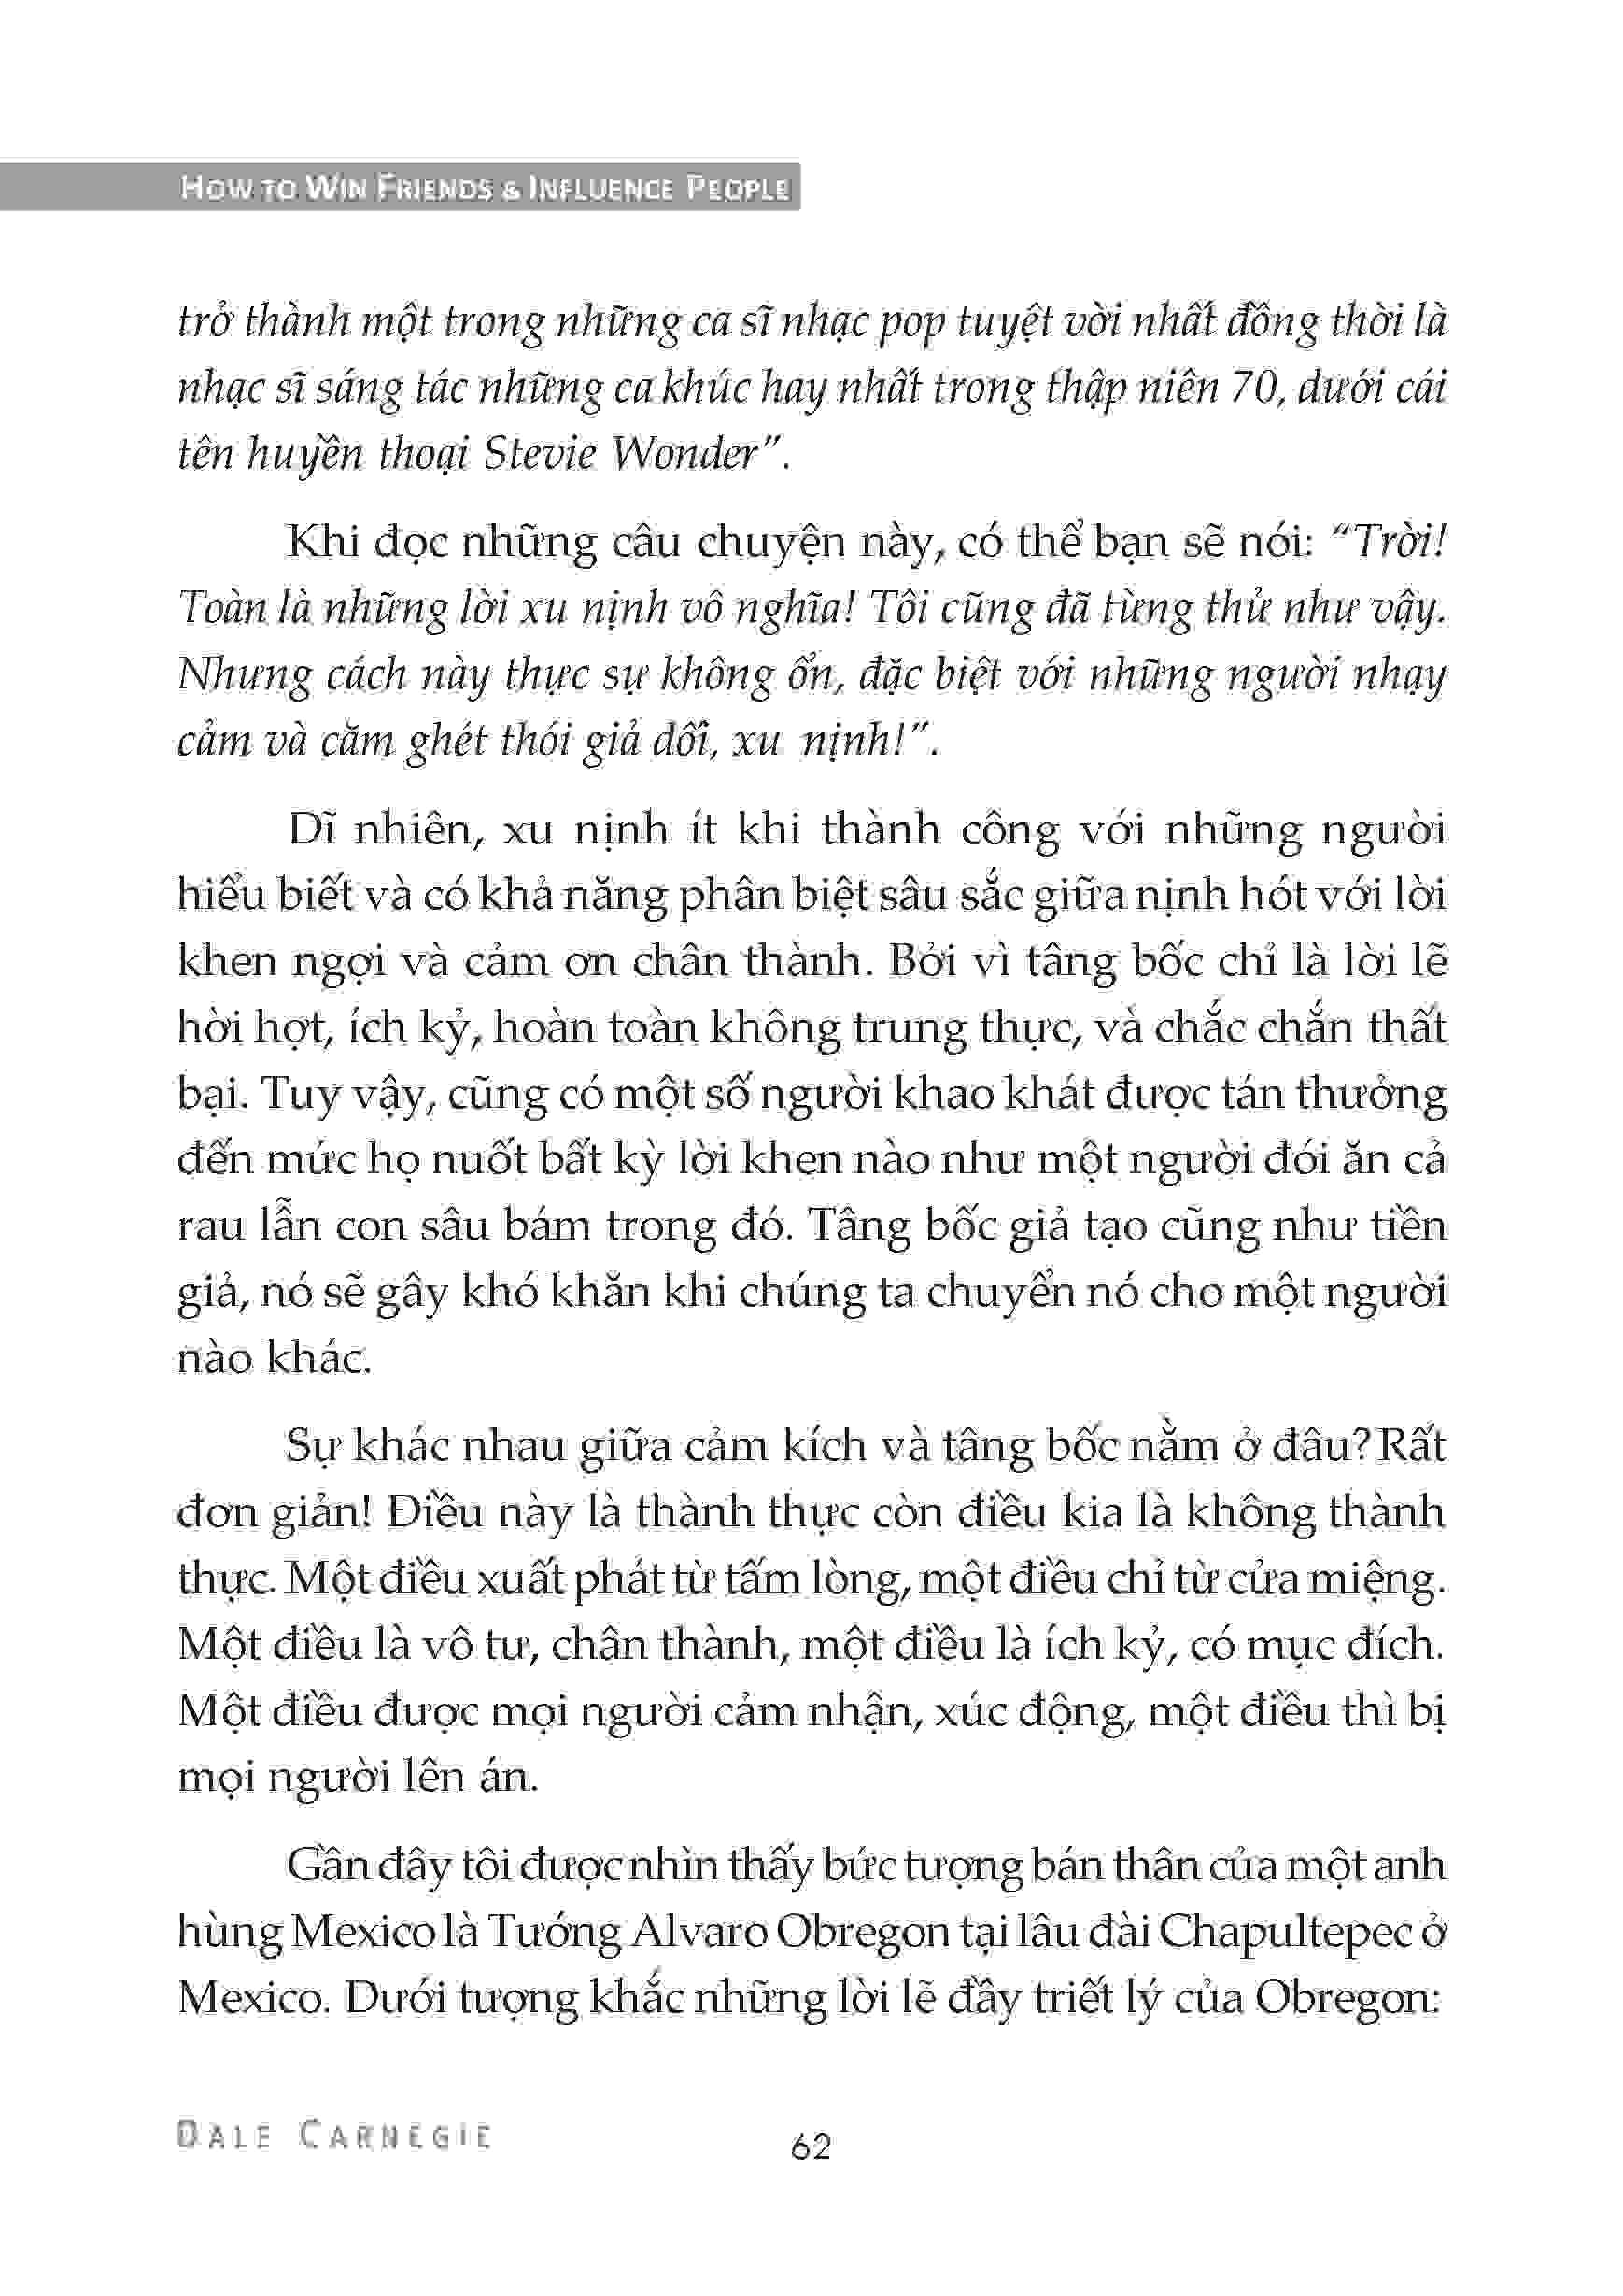 HOW TO WIN FRIENDS & INFLUENCE PEOPLE
trở thành một trong những ca sĩ nhạc pop tuyệt vời nhất đồng thời là
nhạc sĩ sáng tác những ca khúc hay nhất trong thập niên 70, dưới cái
tên huyền thoại Stevie Wonder”.
Khi đọc những câu chuyện này, có thể bạn sẽ nói: “Trời!
Toàn là những lời xu nịnh vô nghĩa! Tôi cũng đã từng thử như vậy.
Nhưng cách này thực sự không ổn, đặc biệt với những người nhạy
cảm và căm ghét thói giả dối, xu nịnh!”.
Dĩ nhiên, xu nịnh ít khi thành công với những người
hiểu biết và có khả năng phân biệt sâu sắc giữa nịnh hót với lời
khen ngợi và cảm ơn chân thành. Bởi vì tâng bốc chỉ là lời lẽ
hời hợt, ích kỷ, hoàn toàn không trung thực, và chắc chắn thất
bại. Tuy vậy, cũng có một số người khao khát được tán thưởng
đến mức họ nuốt bất kỳ lời khen nào như một người đói ăn cả
rau lẫn con sâu bám trong đó. Tâng bốc giả tạo cũng như tiền
giả, nó sẽ gây khó khăn khi chúng ta chuyển nó cho một người
nào khác.
Sự khác nhau giữa cảm kích và tâng bốc nằm ở đâu? Rất
đơn giản! Điều này là thành thực còn điều kia là không thành
thực. Một điều xuất phát từ tấm lòng, một điều chỉ từ cửa miệng.
Một điều là vô tư, chân thành, một điều là ích kỷ, có mục đích.
Một điều được mọi người cảm nhận, xúc động, một điều thì bị
mọi người lên án.
Gần đây tôi được nhìn thấy bức tượng bán thân của một anh
hùng Mexico là Tướng Alvaro Obregon tại lâu đài Chapultepec ở
Mexico. Dưới tượng khắc những lời lẽ đầy triết lý của Obregon:
DALE CARNEGIE
62